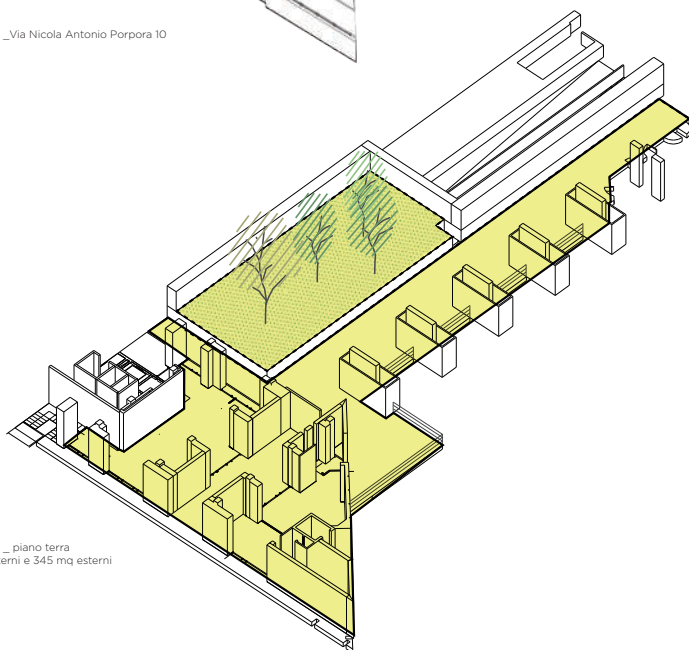 _Via Nicola Antonio Porpora 10
_ piano terra
erni e 345 mq esterni